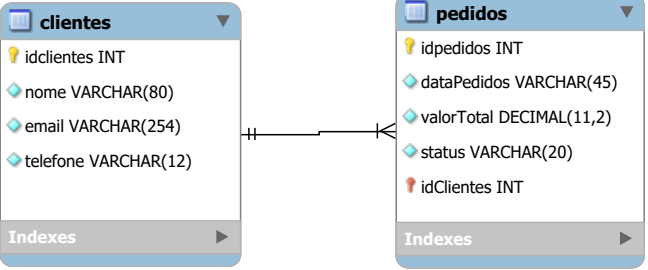 clientes
idclientes INT
nome VARCHAR(80)
email VARCHAR(254)
telefone VARCHAR(12)
Indexes
pedidos
idpedidos INT
dataPedidos VARCHAR(45)
valorTotal DECIMAL(11,2)
status VARCHAR(20)
idClientes INT
Indexes